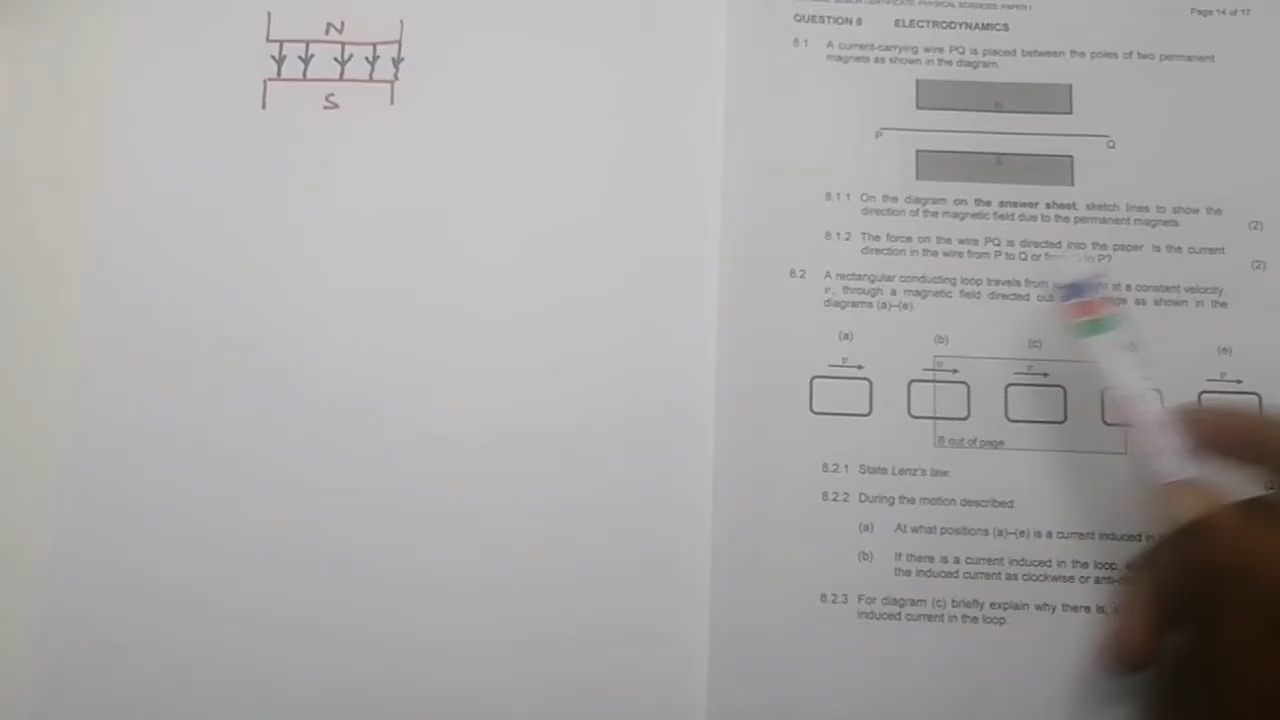 N
S
SENIOR CERTIFICATE: PHYSICAL SCIENCES: PAPER I
Page 14 of 17
QUESTION 8 ELECTRODYNAMICS
8.1 A current-carrying wire PQ is placed between the poles of two permanent
magnets as shown in the diagram.
N
P
Q
S
8.1.1 On the diagram on the answer sheet, sketch lines to show the
direction of the magnetic field due to the permanent magnets.
(2)
8.1.2 The force on the wire PQ is directed into the paper. Is the current
direction in the wire from P to Q or to P?
(2)
8.2 A rectangular conducting loop travels from at a constant velocity,
v, through a magnetic field directed out as shown in the
diagrams (a)–(e).
(a) (b) (c) (e)
v v v v
B out of page
8.2.1 State Lenz's law.
8.2.2 During the motion described:
(a) At what positions (a)–(e) is a current induced in
(b) If there is a current induced in the loop,
the induced current as clockwise or
8.2.3 For diagram (c) briefly explain why there is,
induced current in the loop.